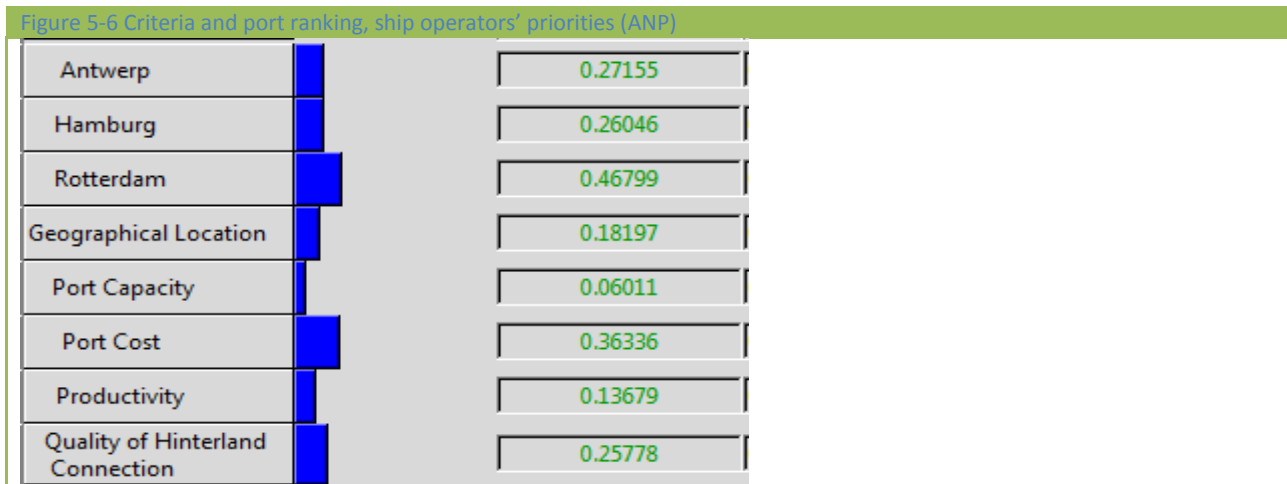 Figure 5-6 Criteria and port ranking, ship operators’ priorities (ANP)
Antwerp 0.27155
Hamburg 0.26046
Rotterdam 0.46799
Geographical Location 0.18197
Port Capacity 0.06011
Port Cost 0.36336
Productivity 0.13679
Quality of Hinterland
Connection 0.25778